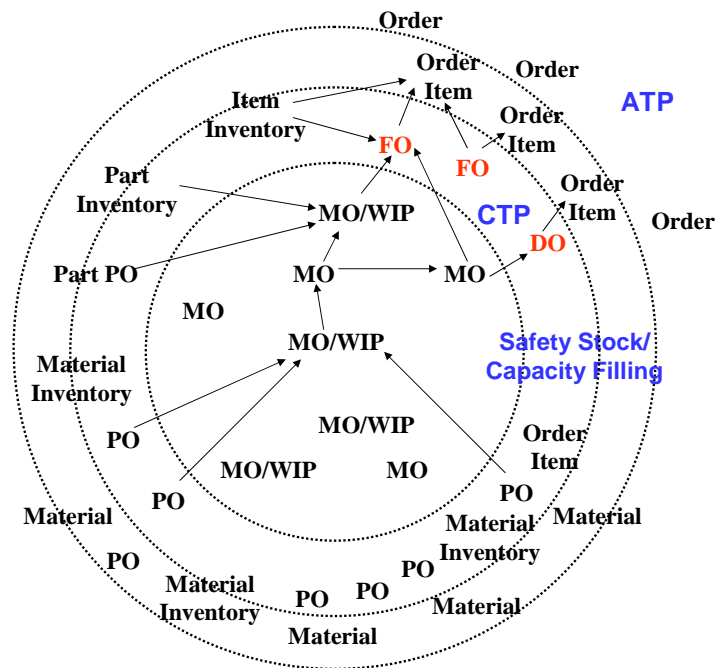 Order
Order
Item
Order
ATP
Item
Inventory
Order
Item
FO
FO
Part
Inventory
Order
Item
MO/WIP
CTP
Order
DO
Part PO
MO
MO
MO
MO/WIP
Safety Stock/
Capacity Filling
Material
Inventory
PO
MO/WIP
Order
Item
MO/WIP
MO
PO
PO
Material
Material
Material
Inventory
PO
PO
Material
Inventory
PO
PO
Material
Material